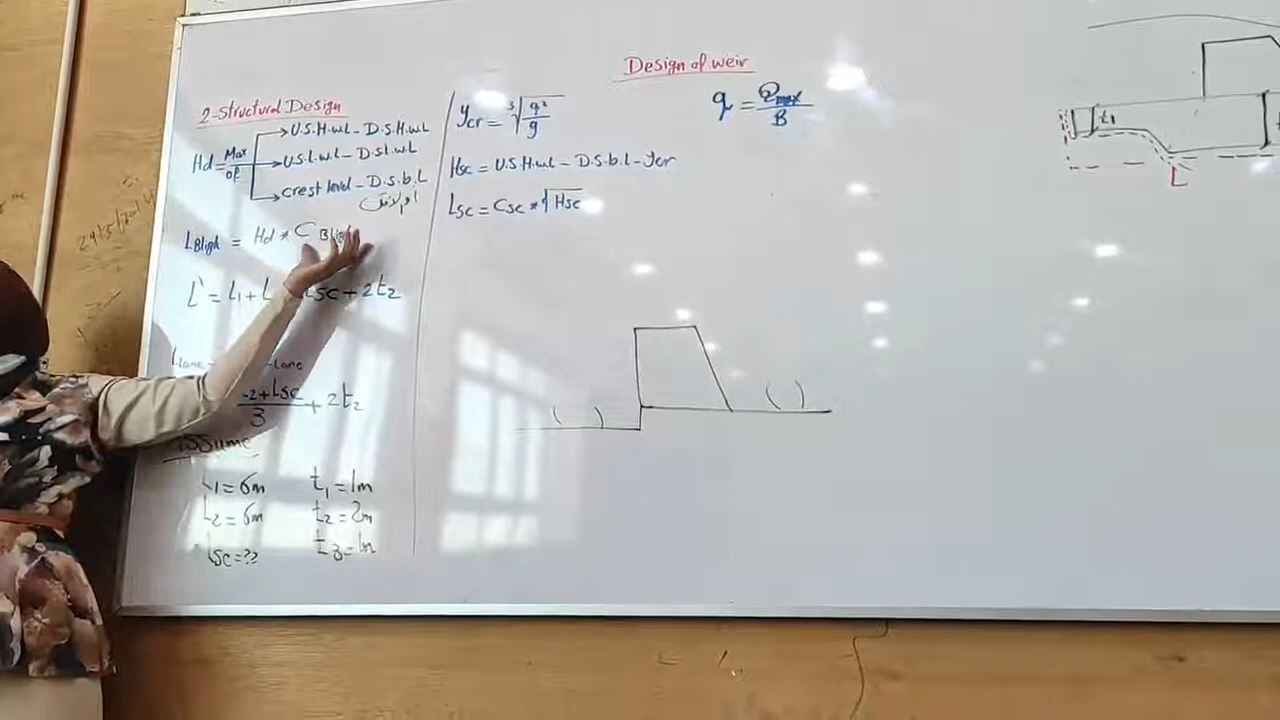 Design of weir
2-Structural Design
Hd = Max of
U.S.H.w.L - D.S.H.w.L
U.S.L.w.L - D.S.L.w.L
crest level - D.S.b.L
L Bligh = Hd * C Bligh
L` = L1 + L
Lsc + 2t2
-2 + Lsc
3
+ 2t2
Assume
L1 = 6m t1 = 1m
L2 = 6m t2 = 2m
Lsc = ?? t3 = 1m
ycr = ³√ q²
g
Hsc = U.S.H.w.L - D.S.b.L - ycr
Lsc = Csc * √Hsc
q = Qmax
B
( ) ( )
t1
L